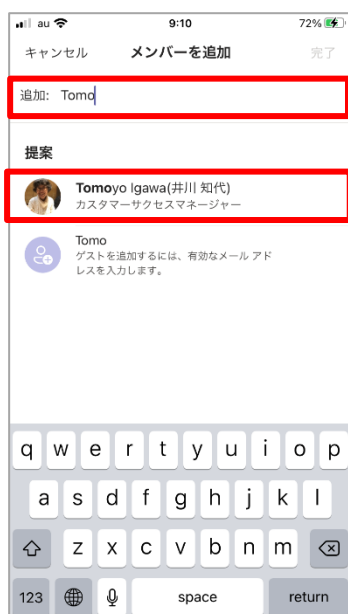 au 9:10 72%
キャンセル メンバーを追加 完了
追加: Tomo
提案
Tomoyo Igawa(井川 知代)
カスタマーサクセスマネージャー
Tomo
ゲストを追加するには、有効なメール アド
レスを入力します。
q w e r t y u i o p
a s d f g h j k l
z x c v b n m
123 space return